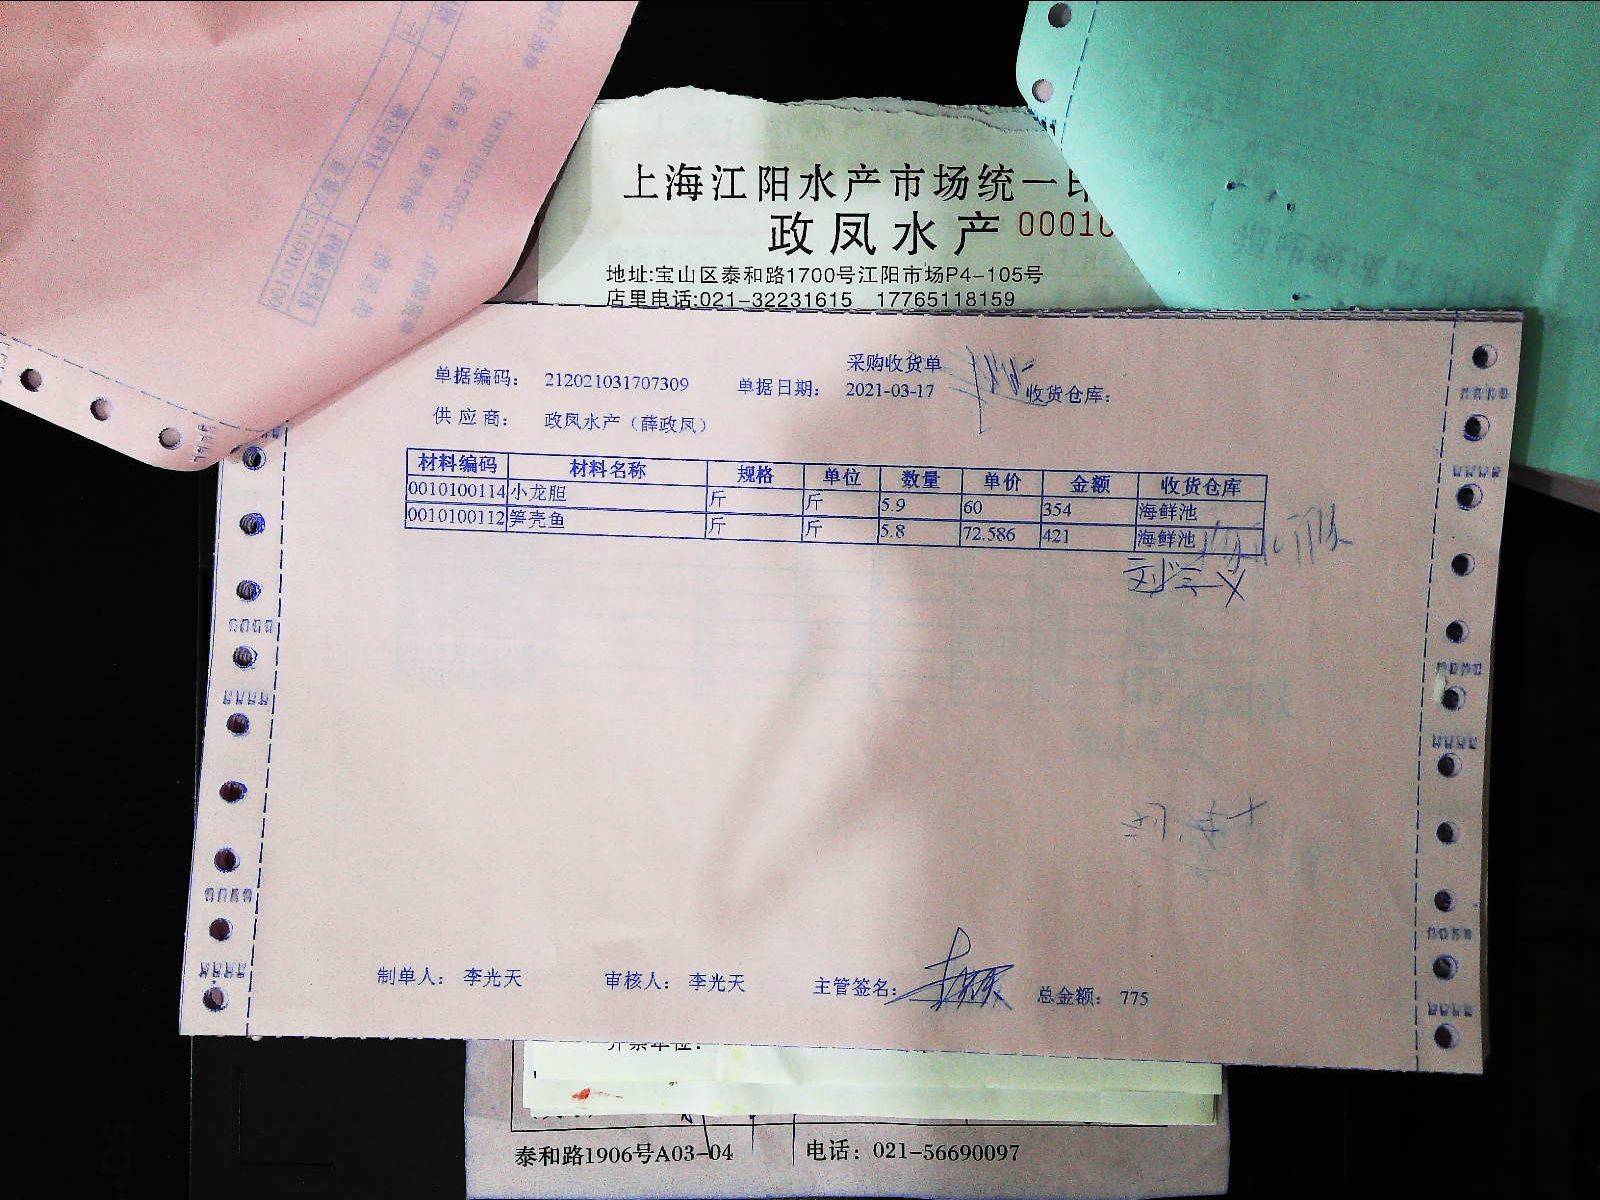 上海江阳水产市场统一
政凤水产 00010
地址:宝山区泰和路1700号江阳市场P4-105号
店里电话:021-32231615 17765118159
采购收货单
单据编码： 212021031707309 单据日期： 2021-03-17 收货仓库：
供应商： 政凤水产（薛政凤）
材料编码 材料名称 规格 单位 数量 单价 金额 收货仓库
0010100114 小龙胆 斤 斤 5.9 60 354 海鲜池
0010100112 笋壳鱼 斤 斤 5.8 72.586 421 海鲜池
制单人： 李光天 审核人： 李光天 主管签名： 总金额： 775
开票单位：
泰和路1906号A03-04 电话：021-56690097